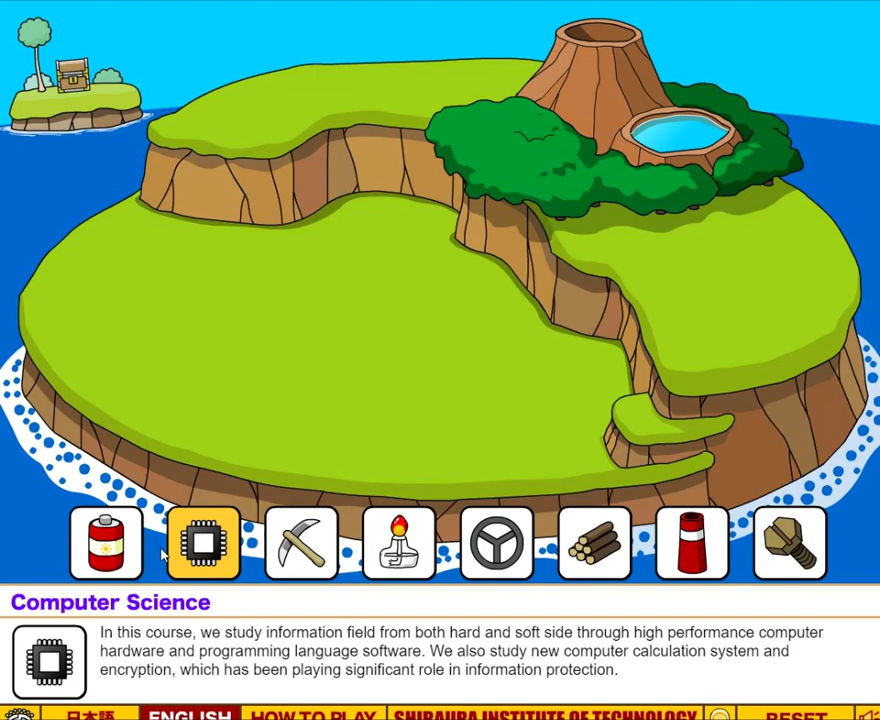 Computer Science
In this course, we study information field from both hard and soft side through high performance computer
hardware and programming language software. We also study new computer calculation system and
encryption, which has been playing significant role in information protection.
日本語 ENGLISH HOW TO PLAY SHIBAURA INSTITUTE OF TECHNOLOGY RESET